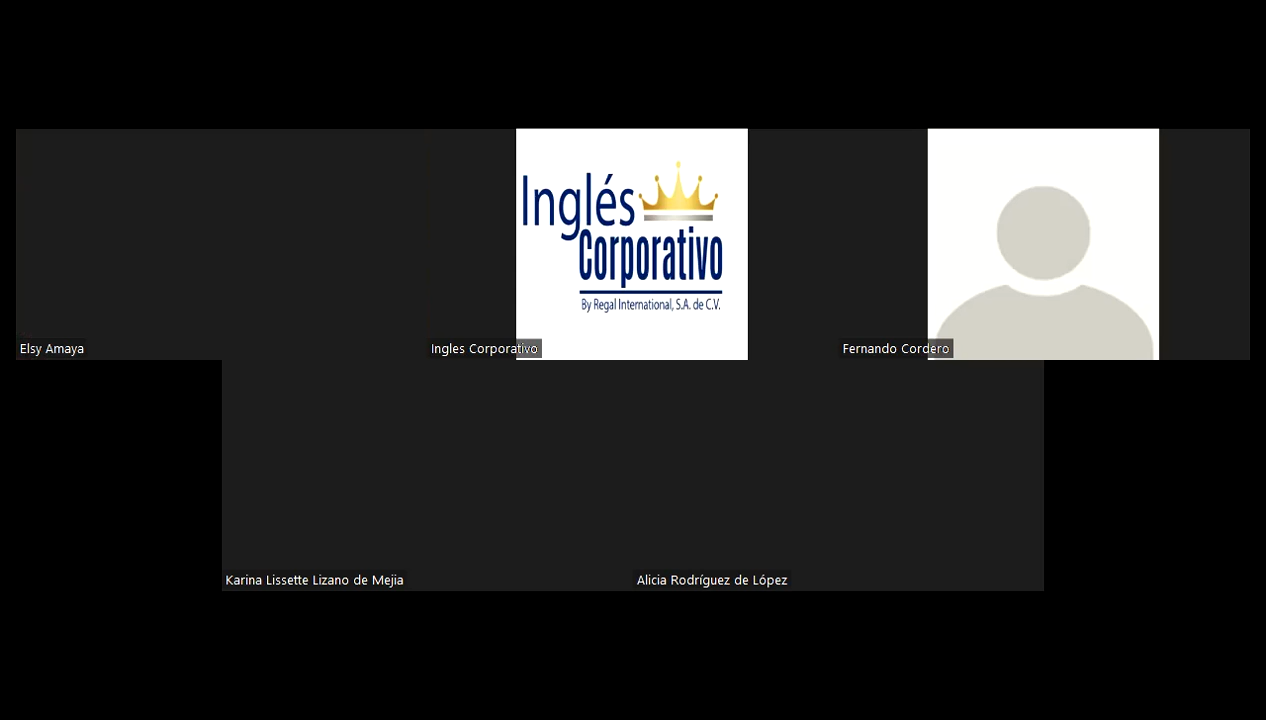 Inglés
Corporativo
By Regal International, S.A. de C.V.
Elsy Amaya
Ingles Corporativo
Fernando Cordero
Karina Lissette Lizano de Mejia
Alicia Rodríguez de López